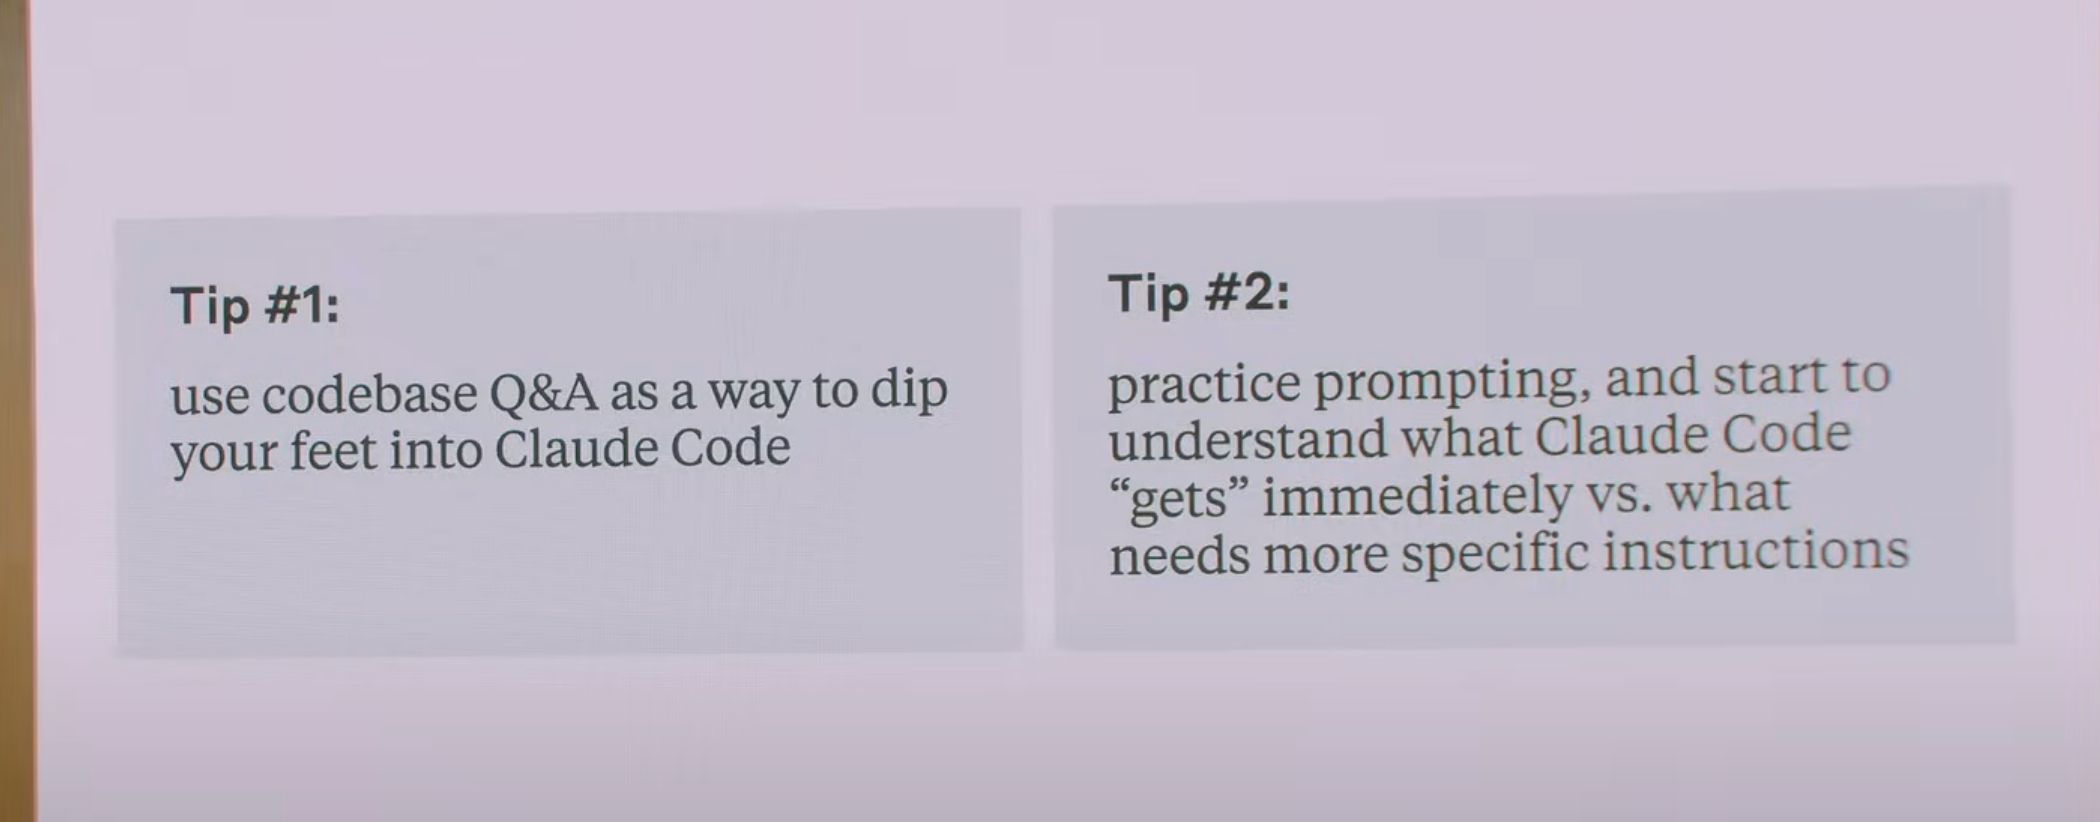 Tip #1:
use codebase Q&A as a way to dip
your feet into Claude Code
Tip #2:
practice prompting, and start to
understand what Claude Code
“gets” immediately vs. what
needs more specific instructions